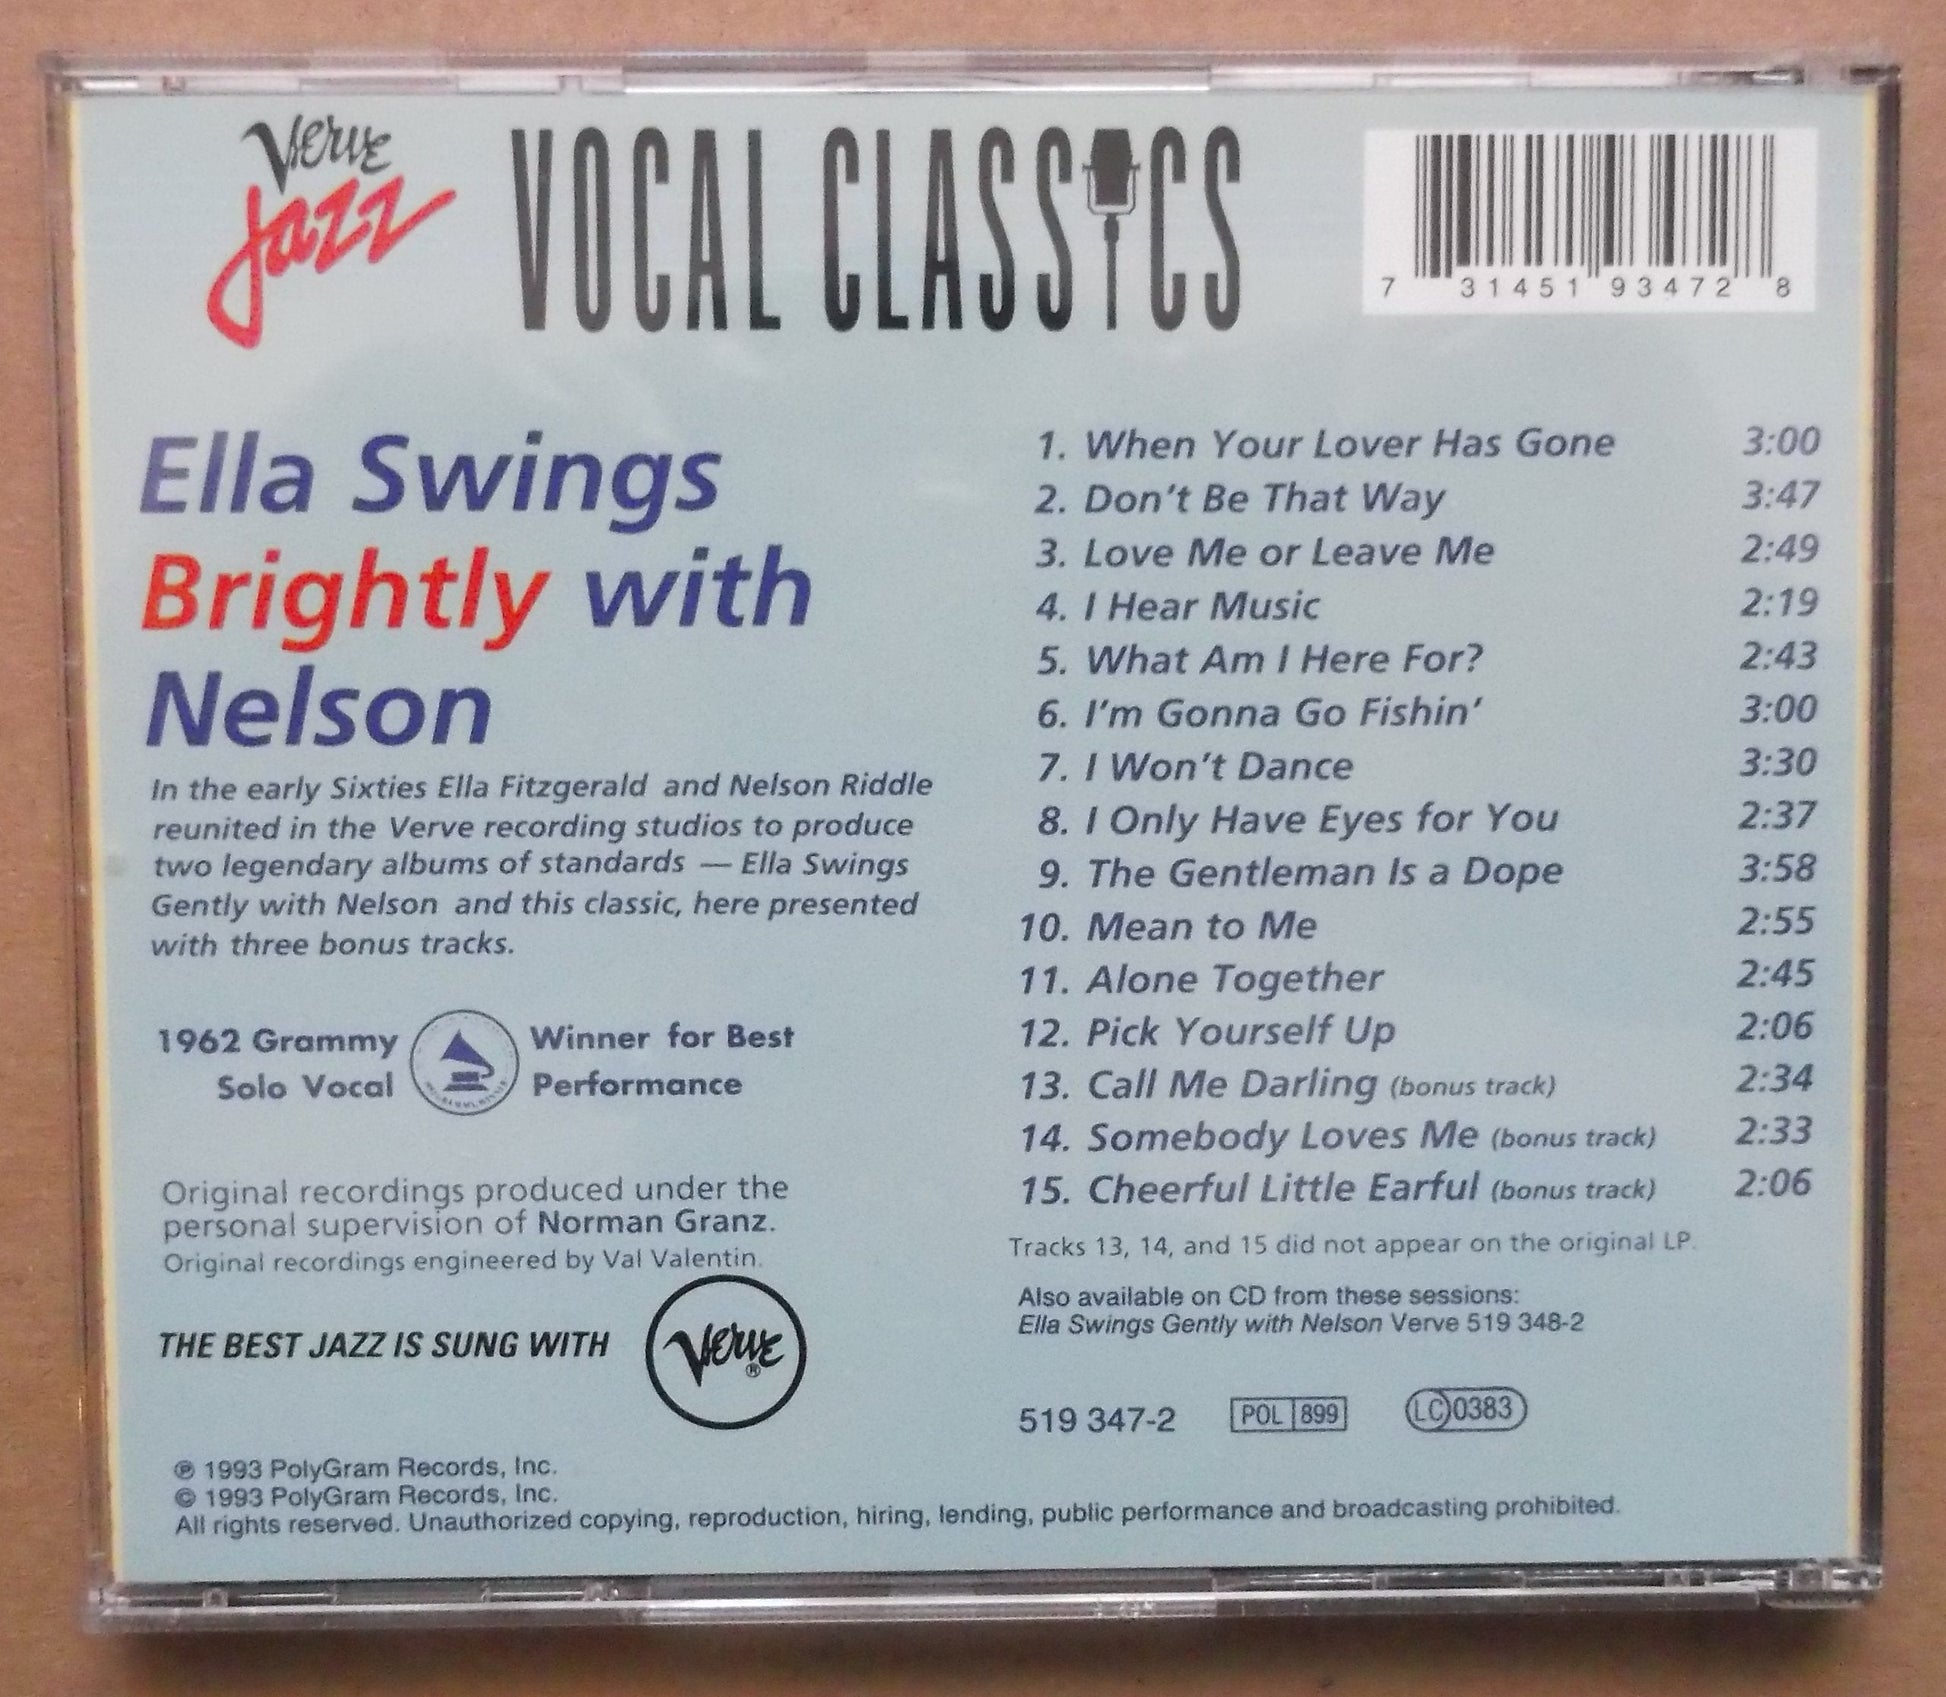 Verve
Jazz
VOCAL CLASSICS
7 31451 93472 8
Ella Swings
Brightly with
Nelson
In the early Sixties Ella Fitzgerald and Nelson Riddle
reunited in the Verve recording studios to produce
two legendary albums of standards — Ella Swings
Gently with Nelson and this classic, here presented
with three bonus tracks.
1962 Grammy Winner for Best
Solo Vocal Performance
Original recordings produced under the
personal supervision of Norman Granz.
Original recordings engineered by Val Valentin.
THE BEST JAZZ IS SUNG WITH
Verve ®
1. When Your Lover Has Gone 3:00
2. Don't Be That Way 3:47
3. Love Me or Leave Me 2:49
4. I Hear Music 2:19
5. What Am I Here For? 2:43
6. I'm Gonna Go Fishin' 3:00
7. I Won't Dance 3:30
8. I Only Have Eyes for You 2:37
9. The Gentleman Is a Dope 3:58
10. Mean to Me 2:55
11. Alone Together 2:45
12. Pick Yourself Up 2:06
13. Call Me Darling (bonus track) 2:34
14. Somebody Loves Me (bonus track) 2:33
15. Cheerful Little Earful (bonus track) 2:06
Tracks 13, 14, and 15 did not appear on the original LP.
Also available on CD from these sessions:
Ella Swings Gently with Nelson Verve 519 348-2
519 347-2 POL 899 LC 0383
℗ 1993 PolyGram Records, Inc.
© 1993 PolyGram Records, Inc.
All rights reserved. Unauthorized copying, reproduction, hiring, lending, public performance and broadcasting prohibited.